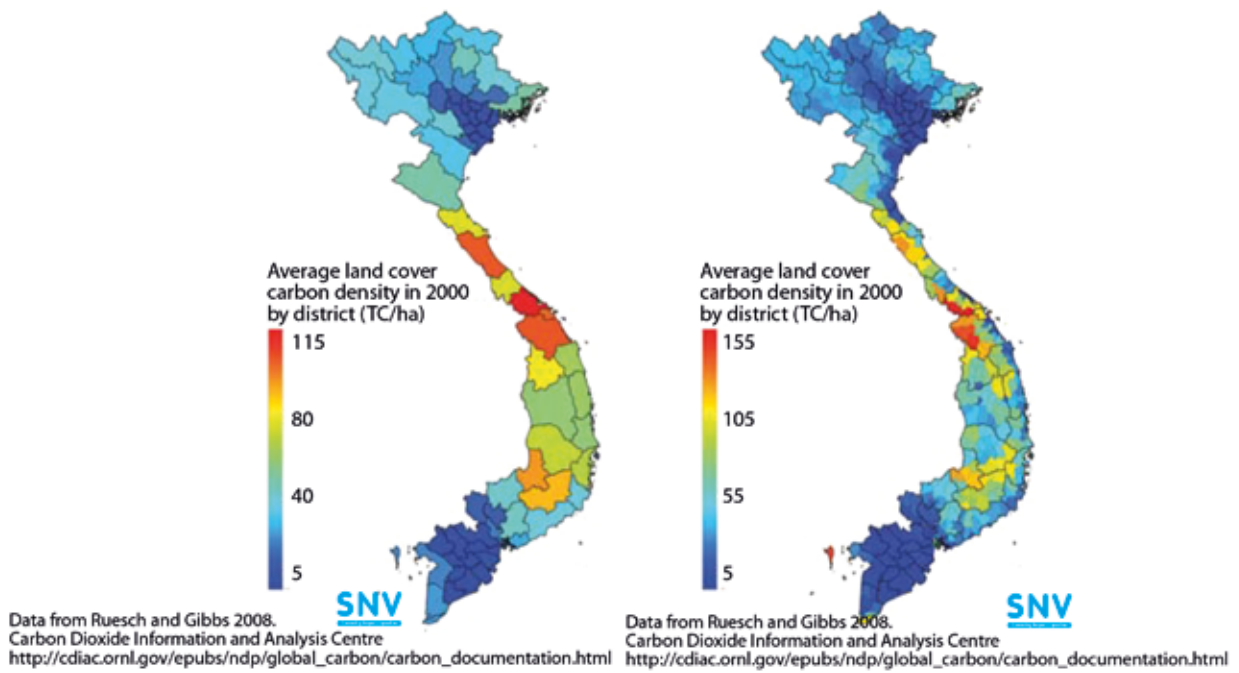 Average land cover
carbon density in 2000
by district (TC/ha)
115
80
40
5
SNV
Data from Ruesch and Gibbs 2008.
Carbon Dioxide Information and Analysis Centre
http://cdiac.ornl.gov/epubs/ndp/global_carbon/carbon_documentation.html
Average land cover
carbon density in 2000
by district (TC/ha)
155
105
55
5
SNV
Data from Ruesch and Gibbs 2008.
Carbon Dioxide Information and Analysis Centre
http://cdiac.ornl.gov/epubs/ndp/global_carbon/carbon_documentation.html